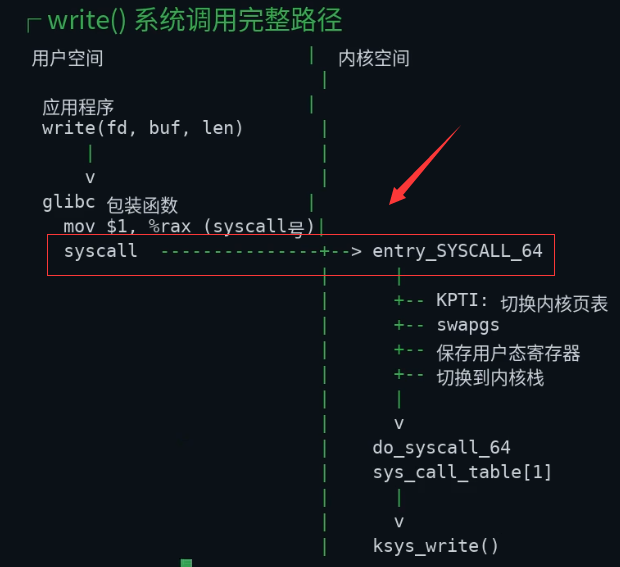 write() 系统调用完整路径
用户空间 | 内核空间
|
应用程序 |
write(fd, buf, len) |
| |
v |
glibc 包装函数 |
mov $1, %rax (syscall号) |
syscall ---------------+--> entry_SYSCALL_64
| |
| +-- KPTI: 切换内核页表
| +-- swapgs
| +-- 保存用户态寄存器
| +-- 切换到内核栈
| |
| v
| do_syscall_64
| sys_call_table[1]
| |
| v
| ksys_write()